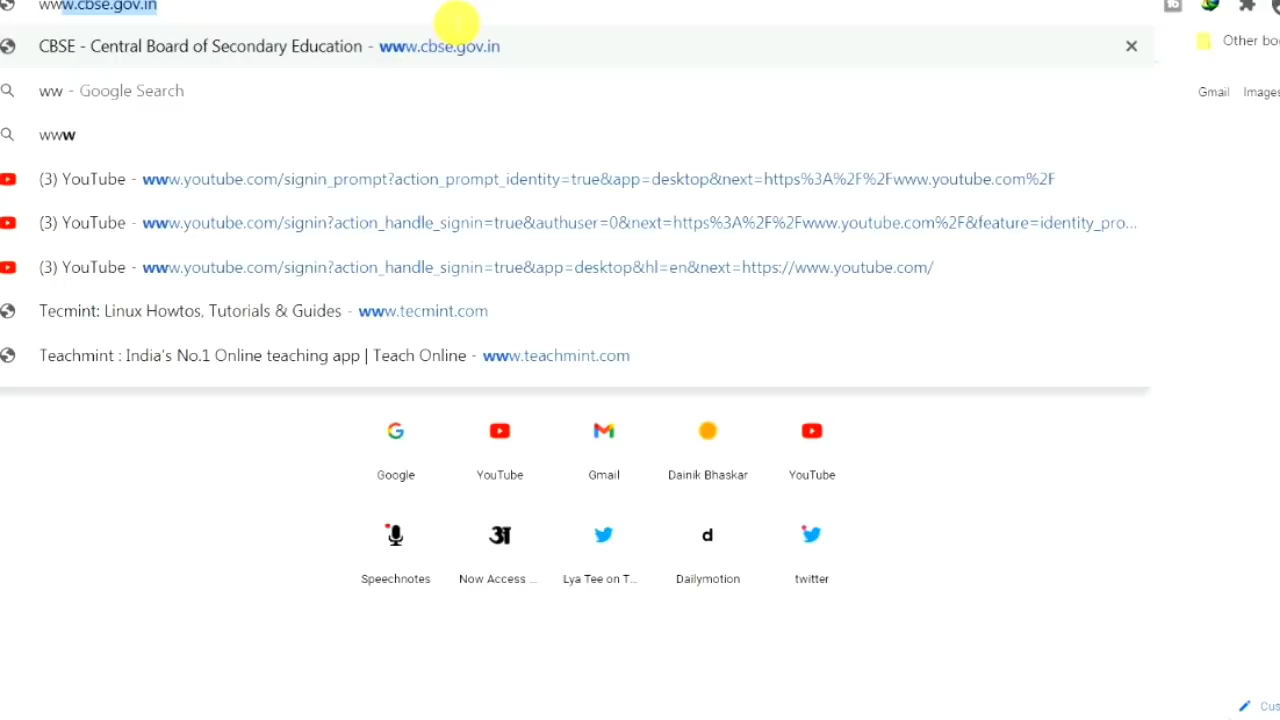 www.cbse.gov.in
CBSE - Central Board of Secondary Education - www.cbse.gov.in
ww - Google Search
www
(3) YouTube - www.youtube.com/signin_prompt?action_prompt_identity=true&app=desktop&next=https%3A%2F%2Fwww.youtube.com%2F
(3) YouTube - www.youtube.com/signin?action_handle_signin=true&authuser=0&next=https%3A%2F%2Fwww.youtube.com%2F&feature=identity_pro...
(3) YouTube - www.youtube.com/signin?action_handle_signin=true&app=desktop&hl=en&next=https://www.youtube.com/
Tecmint: Linux Howtos, Tutorials & Guides - www.tecmint.com
Teachmint : India's No.1 Online teaching app | Teach Online - www.teachmint.com
Other bo
Gmail Images
Google YouTube Gmail Dainik Bhaskar YouTube
अ d
Speechnotes Now Access ... Lya Tee on T... Dailymotion twitter
Cus